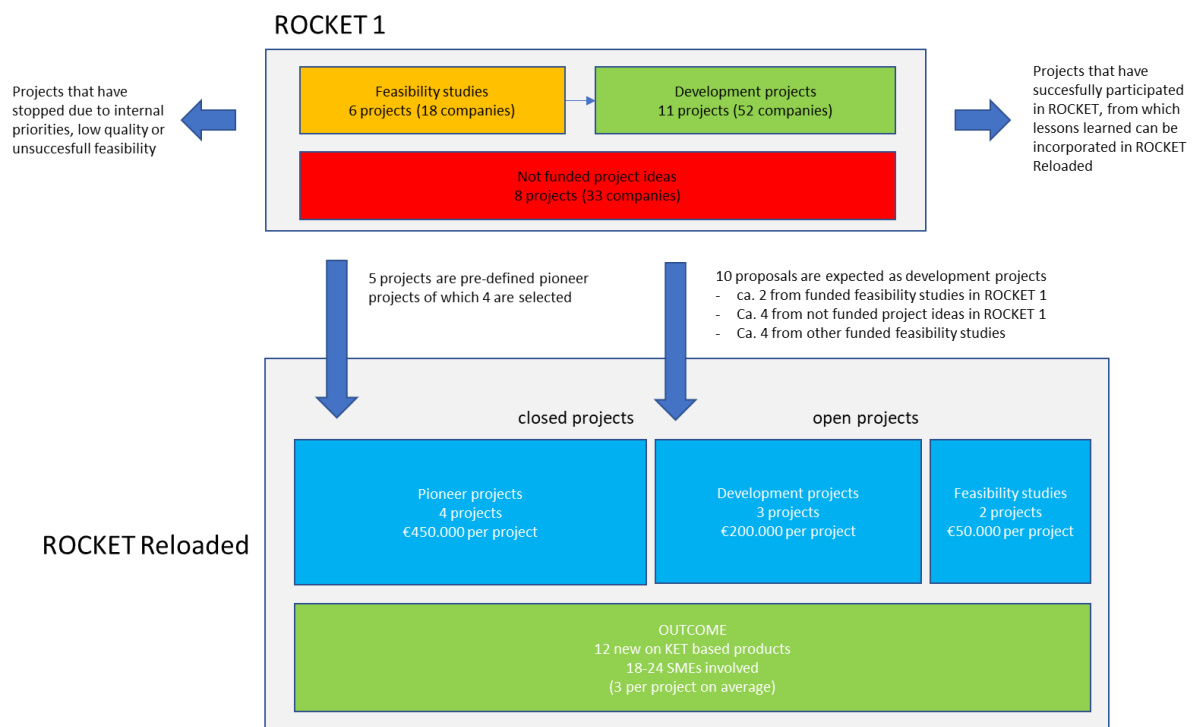 ROCKET 1
Projects that have
stopped due to internal
priorities, low quality or
unsuccesfull feasibility
Feasibility studies
6 projects (18 companies)
Development projects
11 projects (52 companies)
Not funded project ideas
8 projects (33 companies)
Projects that have
succesfully participated
in ROCKET, from which
lessons learned can be
incorporated in ROCKET
Reloaded
5 projects are pre-defined pioneer
projects of which 4 are selected
10 proposals are expected as development projects
- ca. 2 from funded feasibility studies in ROCKET 1
- Ca. 4 from not funded project ideas in ROCKET 1
- Ca. 4 from other funded feasibility studies
closed projects
open projects
ROCKET Reloaded
Pioneer projects
4 projects
€450.000 per project
Development projects
3 projects
€200.000 per project
Feasibility studies
2 projects
€50.000 per project
OUTCOME
12 new on KET based products
18-24 SMEs involved
(3 per project on average)